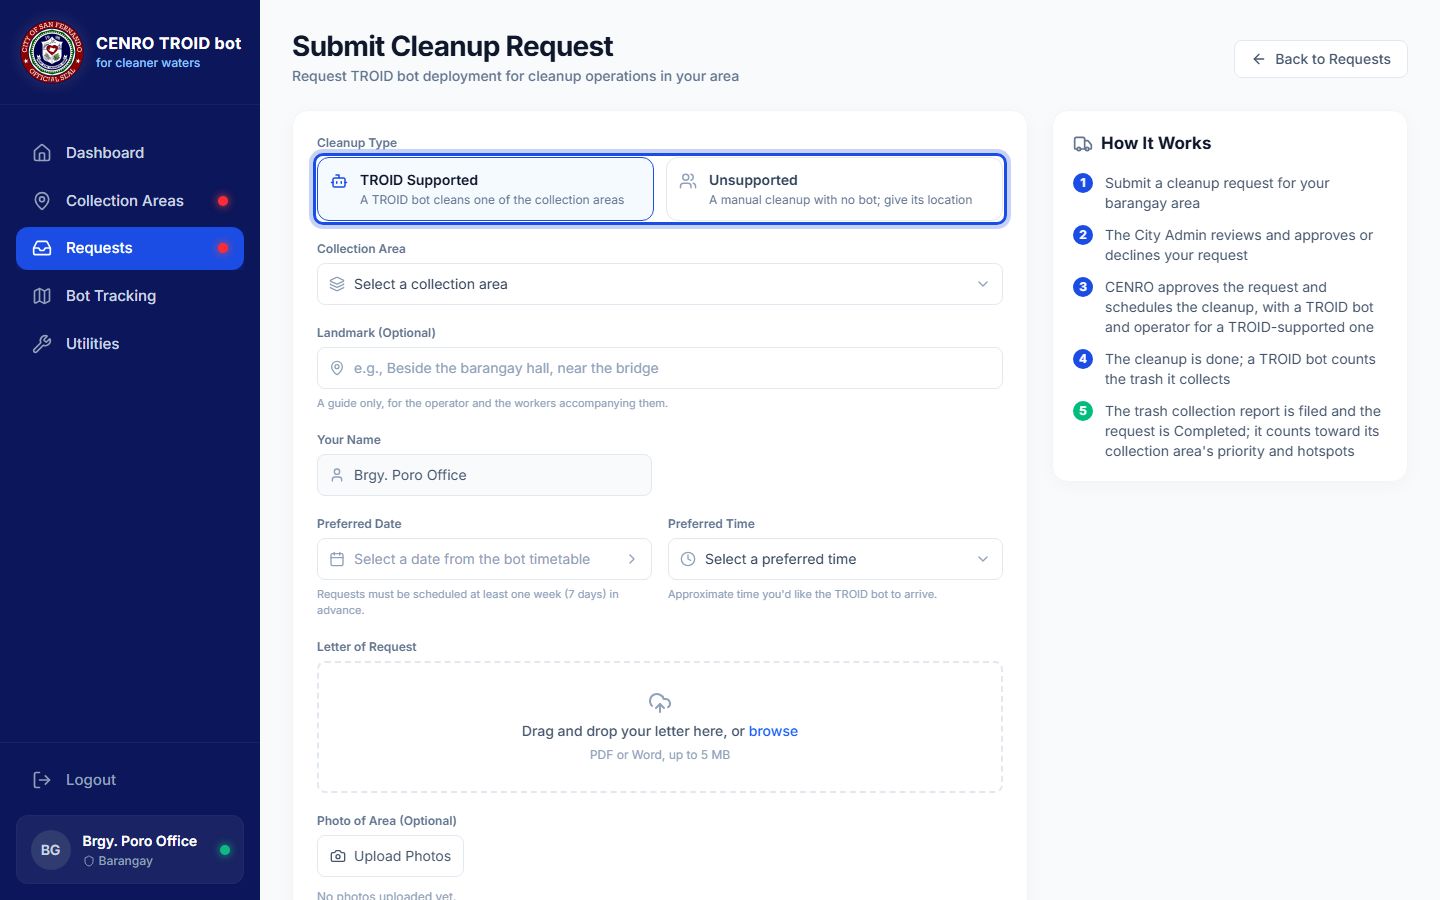 CITY OF SAN FERNANDO
OFFICIAL SEAL
CENRO TROID bot
for cleaner waters
Dashboard
Collection Areas
Requests
Bot Tracking
Utilities
Logout
BG
Brgy. Poro Office
Barangay
Submit Cleanup Request
Request TROID bot deployment for cleanup operations in your area
Back to Requests
Cleanup Type
TROID Supported
A TROID bot cleans one of the collection areas
Unsupported
A manual cleanup with no bot; give its location
Collection Area
Select a collection area
Landmark (Optional)
e.g., Beside the barangay hall, near the bridge
A guide only, for the operator and the workers accompanying them.
Your Name
Brgy. Poro Office
Preferred Date
Select a date from the bot timetable
Requests must be scheduled at least one week (7 days) in
advance.
Preferred Time
Select a preferred time
Approximate time you'd like the TROID bot to arrive.
Letter of Request
Drag and drop your letter here, or browse
PDF or Word, up to 5 MB
Photo of Area (Optional)
Upload Photos
No photos uploaded yet.
How It Works
1 Submit a cleanup request for your
barangay area
2 The City Admin reviews and approves or
declines your request
3 CENRO approves the request and
schedules the cleanup, with a TROID bot
and operator for a TROID-supported one
4 The cleanup is done; a TROID bot counts
the trash it collects
5 The trash collection report is filed and the
request is Completed; it counts toward its
collection area's priority and hotspots